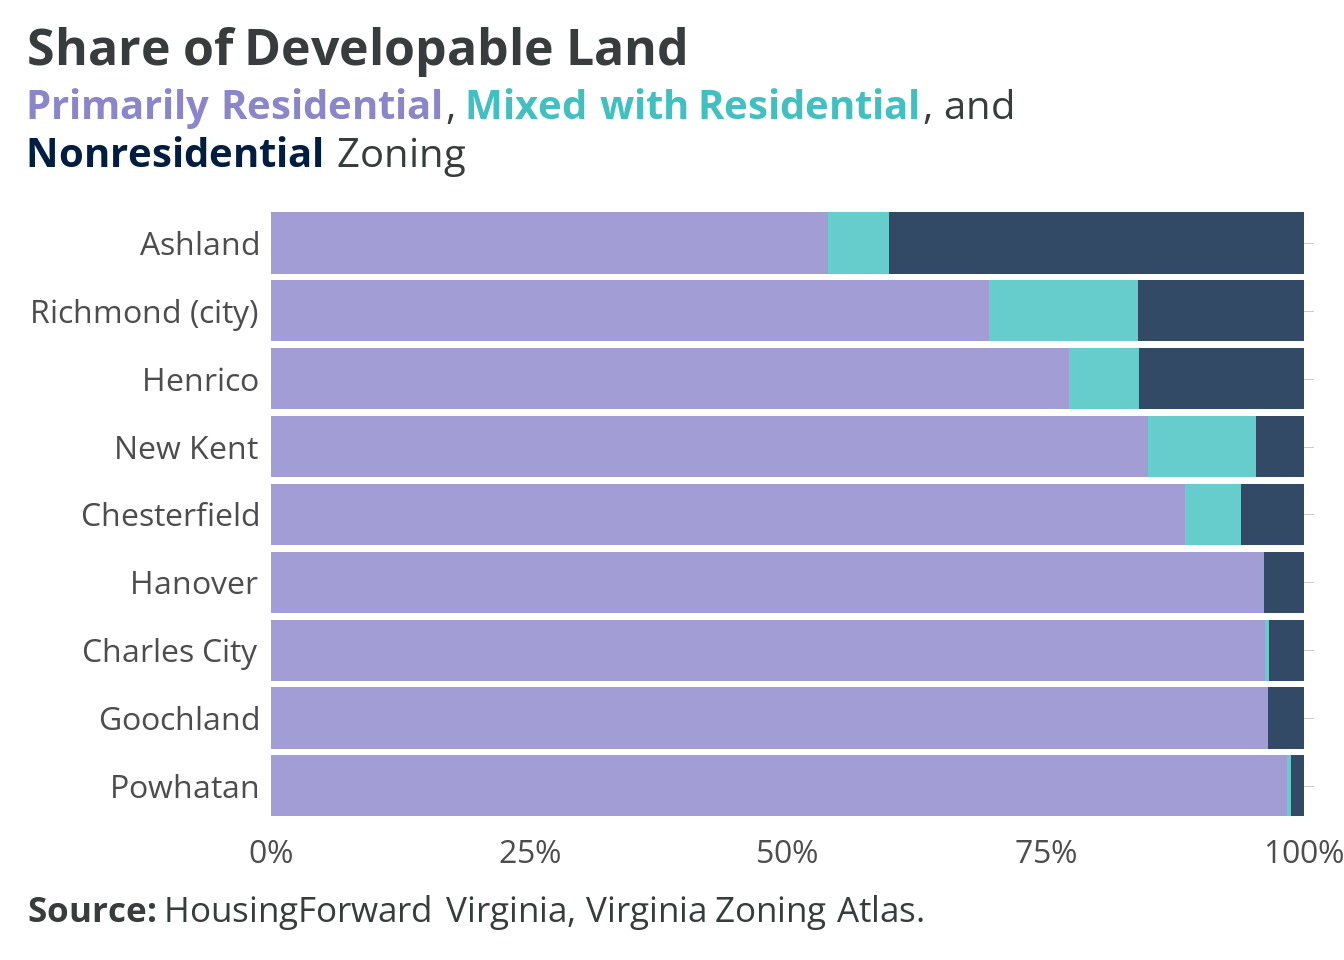 Share of Developable Land
Primarily Residential, Mixed with Residential, and
Nonresidential Zoning
Ashland
Richmond (city)
Henrico
New Kent
Chesterfield
Hanover
Charles City
Goochland
Powhatan
0% 25% 50% 75% 100%
Source: HousingForward Virginia, Virginia Zoning Atlas.